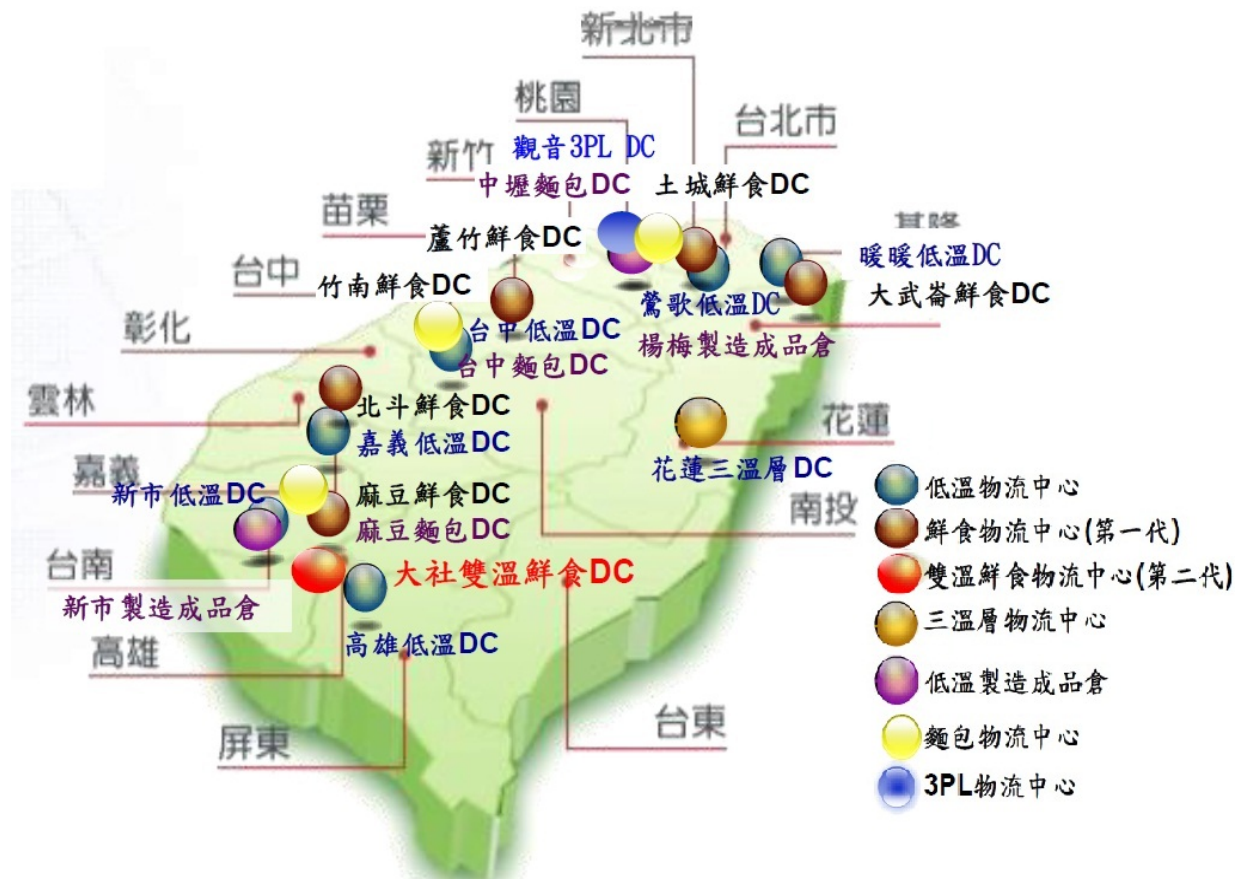 新北市
桃園
台北市
新竹
觀音3PL DC
中壢麵包DC
土城鮮食DC
苗栗
基隆
蘆竹鮮食DC
暖暖低溫DC
台中
竹南鮮食DC
大武崙鮮食DC
鶯歌低溫DC
彰化
台中低溫DC
楊梅製造成品倉
台中麵包DC
雲林
北斗鮮食DC
花蓮
嘉義低溫DC
花蓮三溫層DC
嘉義
新市低溫DC
麻豆鮮食DC
南投
麻豆麵包DC
台南
大社雙溫鮮食DC
新市製造成品倉
高雄
高雄低溫DC
屏東
台東
低溫物流中心
鮮食物流中心(第一代)
雙溫鮮食物流中心(第二代)
三溫層物流中心
低溫製造成品倉
麵包物流中心
3PL物流中心